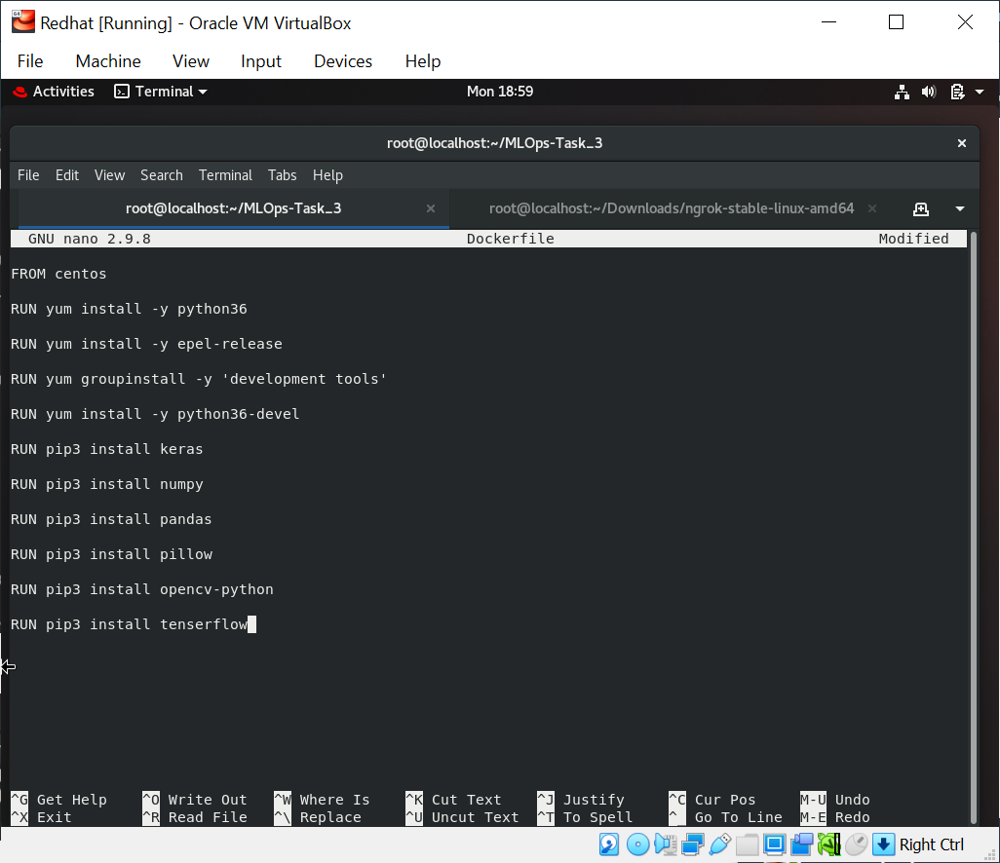 Redhat [Running] - Oracle VM VirtualBox
File Machine View Input Devices Help
Activities Terminal Mon 18:59
root@localhost:~/MLOps-Task_3
File Edit View Search Terminal Tabs Help
root@localhost:~/MLOps-Task_3 root@localhost:~/Downloads/ngrok-stable-linux-amd64
GNU nano 2.9.8 Dockerfile Modified
FROM centos
RUN yum install -y python36
RUN yum install -y epel-release
RUN yum groupinstall -y 'development tools'
RUN yum install -y python36-devel
RUN pip3 install keras
RUN pip3 install numpy
RUN pip3 install pandas
RUN pip3 install pillow
RUN pip3 install opencv-python
RUN pip3 install tenserflow
^G Get Help ^O Write Out ^W Where Is ^K Cut Text ^J Justify ^C Cur Pos M-U Undo
^X Exit ^R Read File ^\ Replace ^U Uncut Text ^T To Spell ^_ Go To Line M-E Redo
Right Ctrl